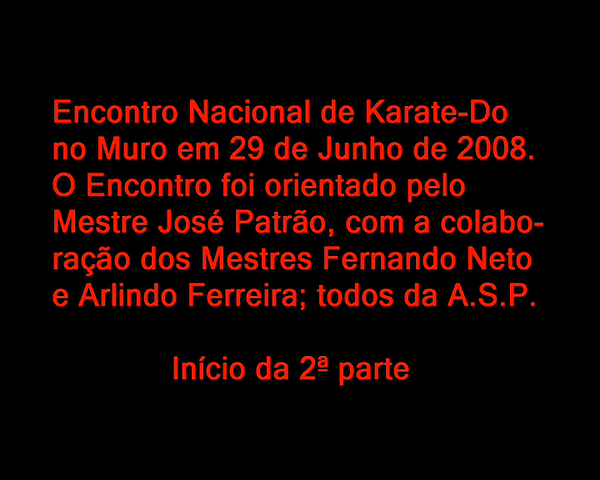 Encontro Nacional de Karate-Do
no Muro em 29 de Junho de 2008.
O Encontro foi orientado pelo
Mestre José Patrão, com a colabo-
ração dos Mestres Fernando Neto
e Arlindo Ferreira; todos da A.S.P.
Início da 2ª parte